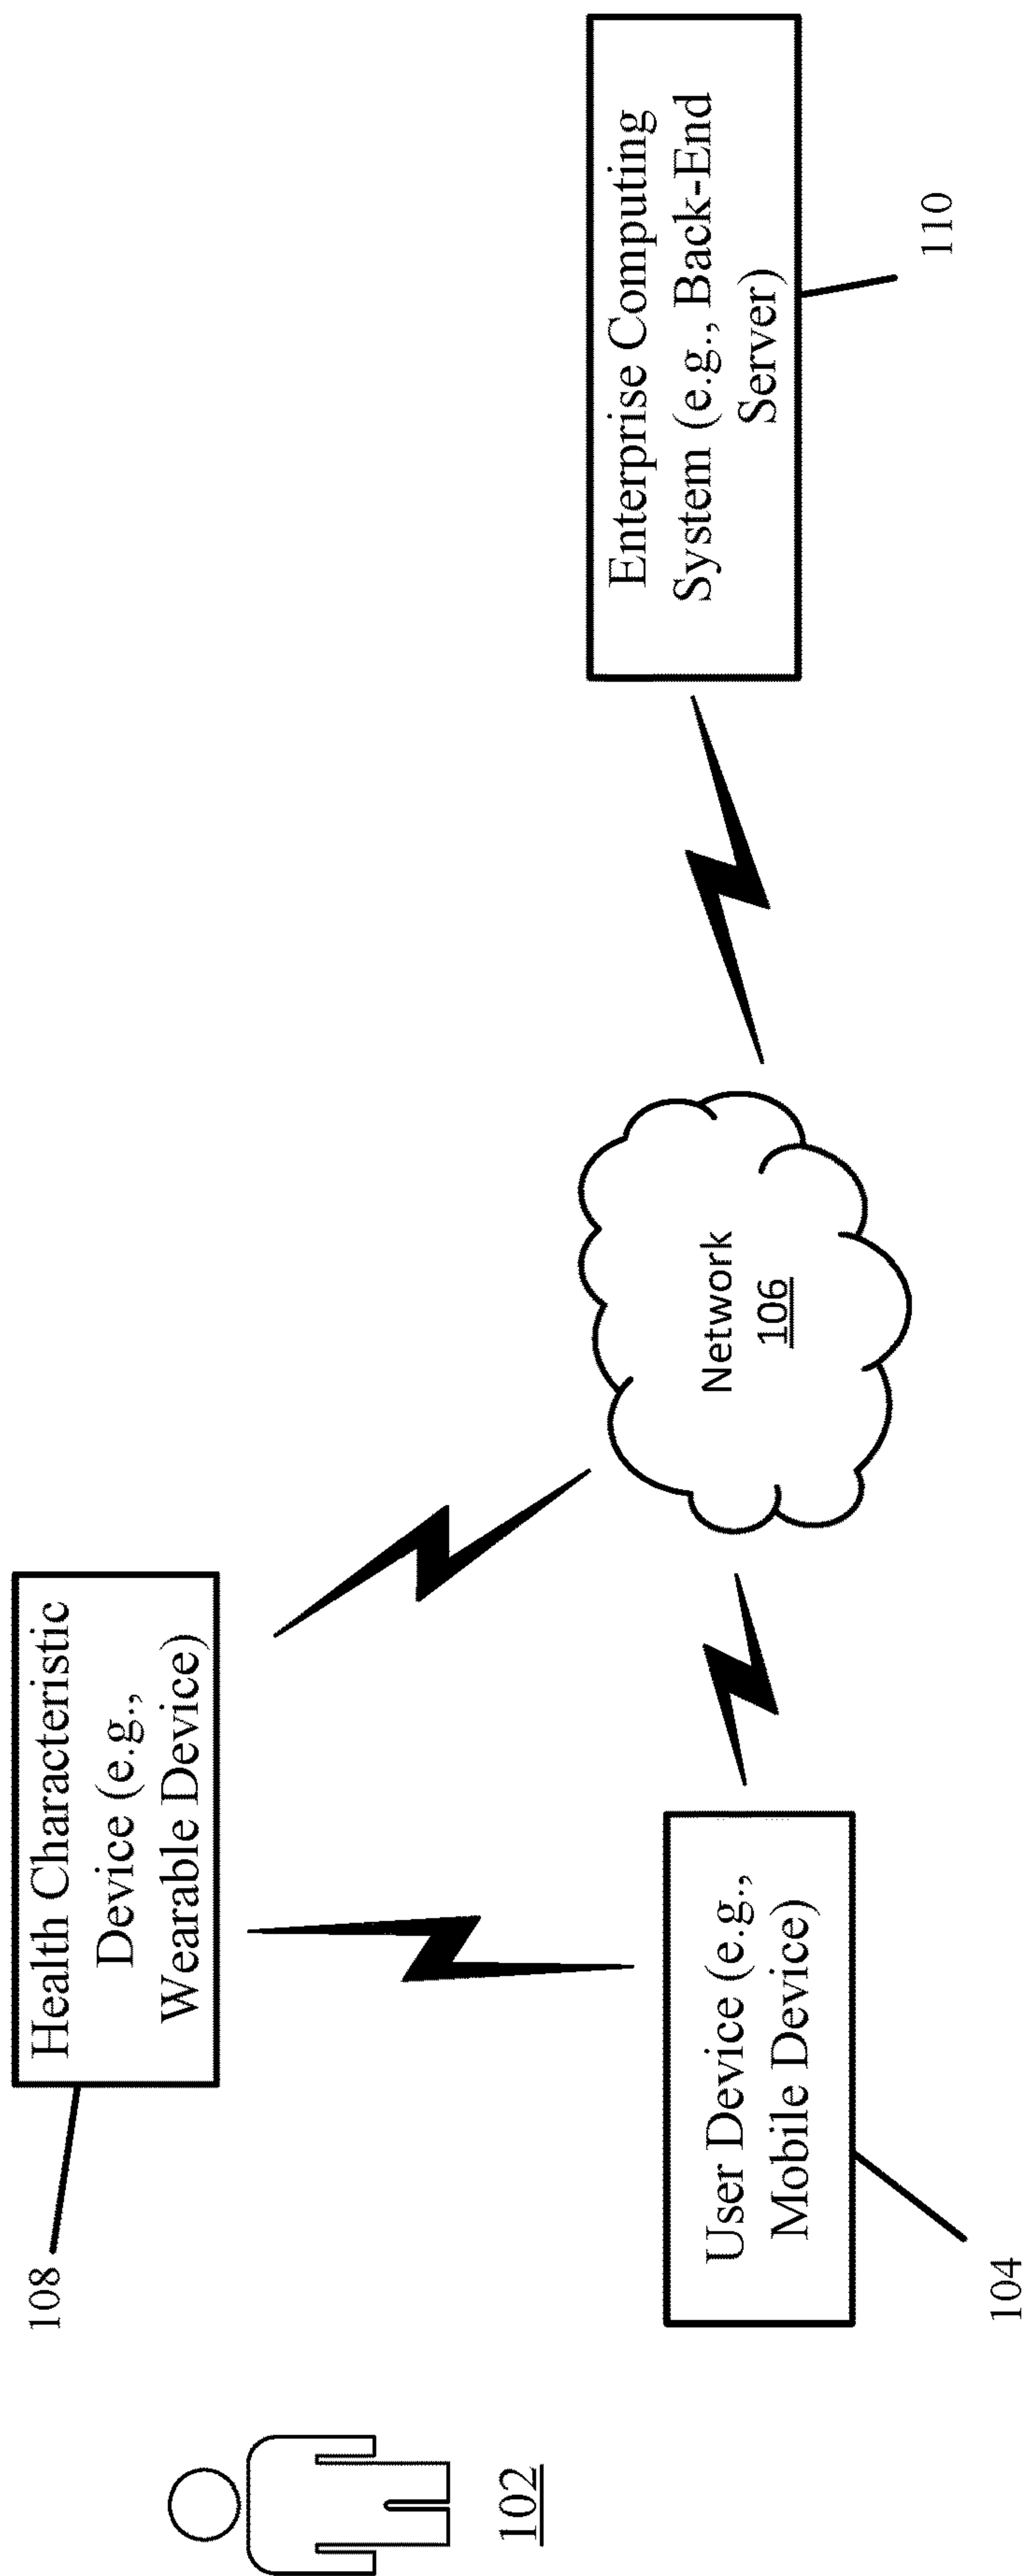 108
Health Characteristic
Device (e.g.,
Wearable Device)
102
User Device (e.g.,
Mobile Device)
104
Network
106
Enterprise Computing
System (e.g., Back-End
Server)
110